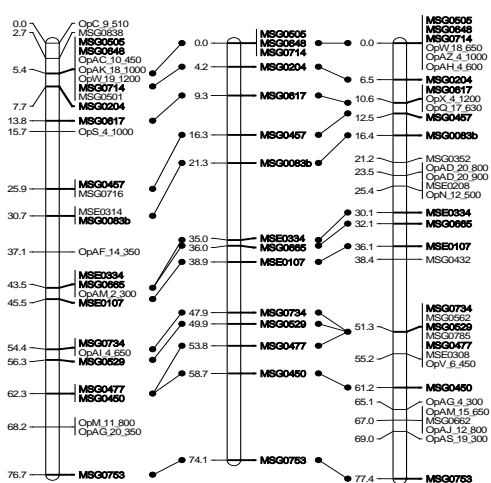 0.0 OpC_9_510
2.7 MSG0838
MSG0505
MSG0648
OpAC_10_450
5.4 OpAK_18_1000
OpW_19_1200
MSG0714
MSG0501
7.7 MSG0204
13.8 MSG0617
15.7 OpS_4_1000
25.9 MSG0457
MSG0716
MSE0314
30.7 MSG0083b
37.1 OpAF_14_350
MSE0334
43.5 MSG0665
OpAM_2_300
45.5 MSE0107
54.4 MSG0734
OpAI_4_650
56.3 MSG0529
62.3 MSG0477
MSG0450
68.2 OpM_11_800
OpAG_20_350
76.7 MSG0753
MSG0505
0.0 MSG0648
MSG0714
4.2 MSG0204
9.3 MSG0617
16.3 MSG0457
21.3 MSG0083b
35.0 MSE0334
36.0 MSG0665
38.9 MSE0107
47.9 MSG0734
49.9 MSG0529
53.8 MSG0477
58.7 MSG0450
74.1 MSG0753
MSG0505
MSG0648
0.0 MSG0714
OpW_18_650
OpAZ_4_1000
OpAH_4_600
6.5 MSG0204
MSG0617
10.6 OpX_4_1200
OpQ_17_630
12.5 MSG0457
16.4 MSG0083b
21.2 MSG0352
OpAD_20_800
23.5 OpAD_20_900
MSE0208
25.4 OpN_12_500
30.1 MSE0334
32.1 MSG0665
36.1 MSE0107
38.4 MSG0432
MSG0734
MSG0562
51.3 MSG0529
MSG0785
MSG0477
55.2 MSE0308
OpV_6_450
61.2 MSG0450
65.1 OpAG_4_300
OpAM_15_650
67.0 MSG0662
OpAJ_12_800
69.0 OpAS_19_300
77.4 MSG0753